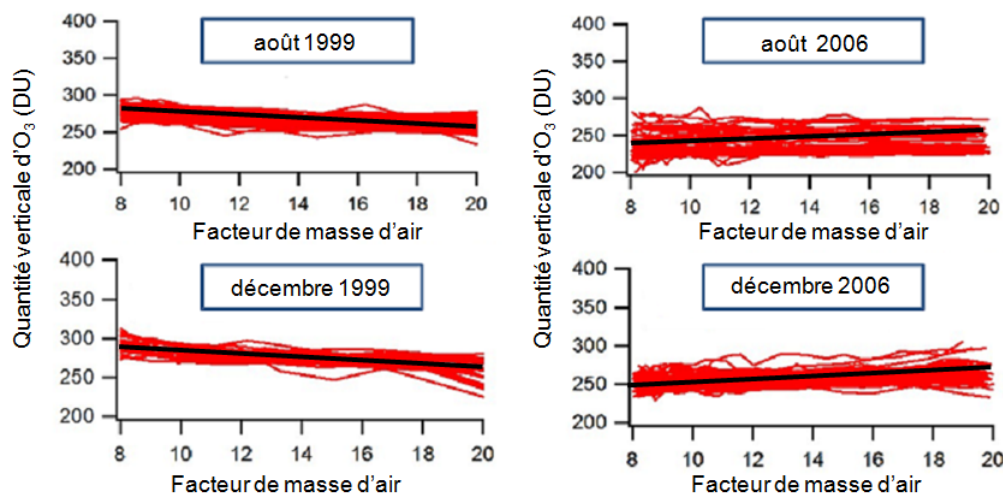 Quantité verticale d'O₃ (DU)
août 1999
400
350
300
250
200
8 10 12 14 16 18 20
Facteur de masse d'air
Quantité verticale d'O₃ (DU)
août 2006
400
350
300
250
200
8 10 12 14 16 18 20
Facteur de masse d'air
décembre 1999
400
350
300
250
200
8 10 12 14 16 18 20
Facteur de masse d'air
décembre 2006
400
350
300
250
200
8 10 12 14 16 18 20
Facteur de masse d'air